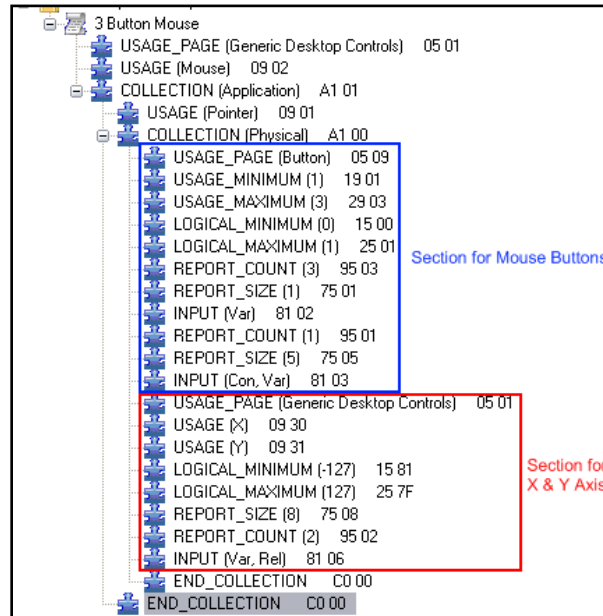 3 Button Mouse
USAGE_PAGE (Generic Desktop Controls) 05 01
USAGE (Mouse) 09 02
COLLECTION (Application) A1 01
USAGE (Pointer) 09 01
COLLECTION (Physical) A1 00
USAGE_PAGE (Button) 05 09
USAGE_MINIMUM (1) 19 01
USAGE_MAXIMUM (3) 29 03
LOGICAL_MINIMUM (0) 15 00
LOGICAL_MAXIMUM (1) 25 01
Section for Mouse Buttons
REPORT_COUNT (3) 95 03
REPORT_SIZE (1) 75 01
INPUT (Var) 81 02
REPORT_COUNT (1) 95 01
REPORT_SIZE (5) 75 05
INPUT (Con, Var) 81 03
USAGE_PAGE (Generic Desktop Controls) 05 01
USAGE (X) 09 30
USAGE (Y) 09 31
LOGICAL_MINIMUM (-127) 15 81
LOGICAL_MAXIMUM (127) 25 7F
Section for
X & Y Axis
REPORT_SIZE (8) 75 08
REPORT_COUNT (2) 95 02
INPUT (Var, Rel) 81 06
END_COLLECTION C0 00
END_COLLECTION C0 00